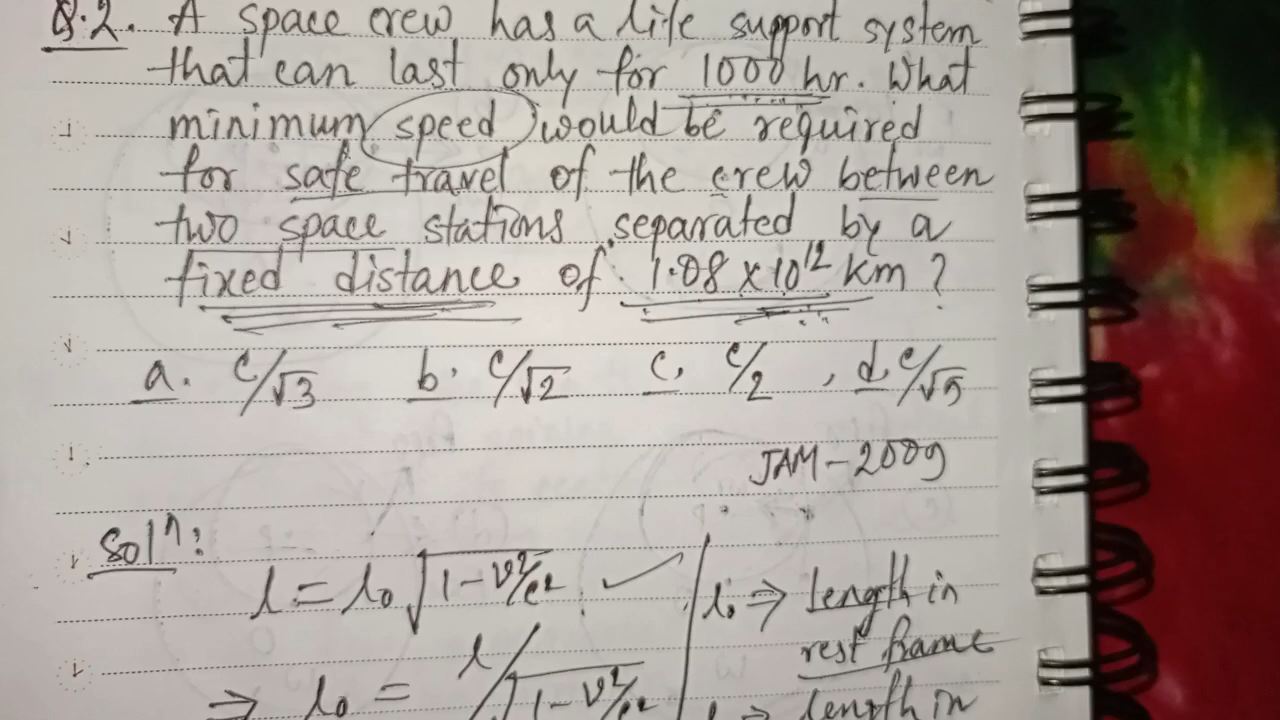 Q.2. A space crew has a life support system
that can last only for 1000 hr. What
minimum speed would be required
for safe travel of the crew between
two space stations separated by a
fixed distance of 1.08 x 10¹² km ?
a. c/√3 b. c/√2 c. c/2 , d. c/√5
JAM - 2009
Solⁿ:
l = l₀ √1 - v²/c² ✓ l₀ ⇒ length in
rest frame
⇒ l₀ = l/√1 - v²/c² l ⇒ length in